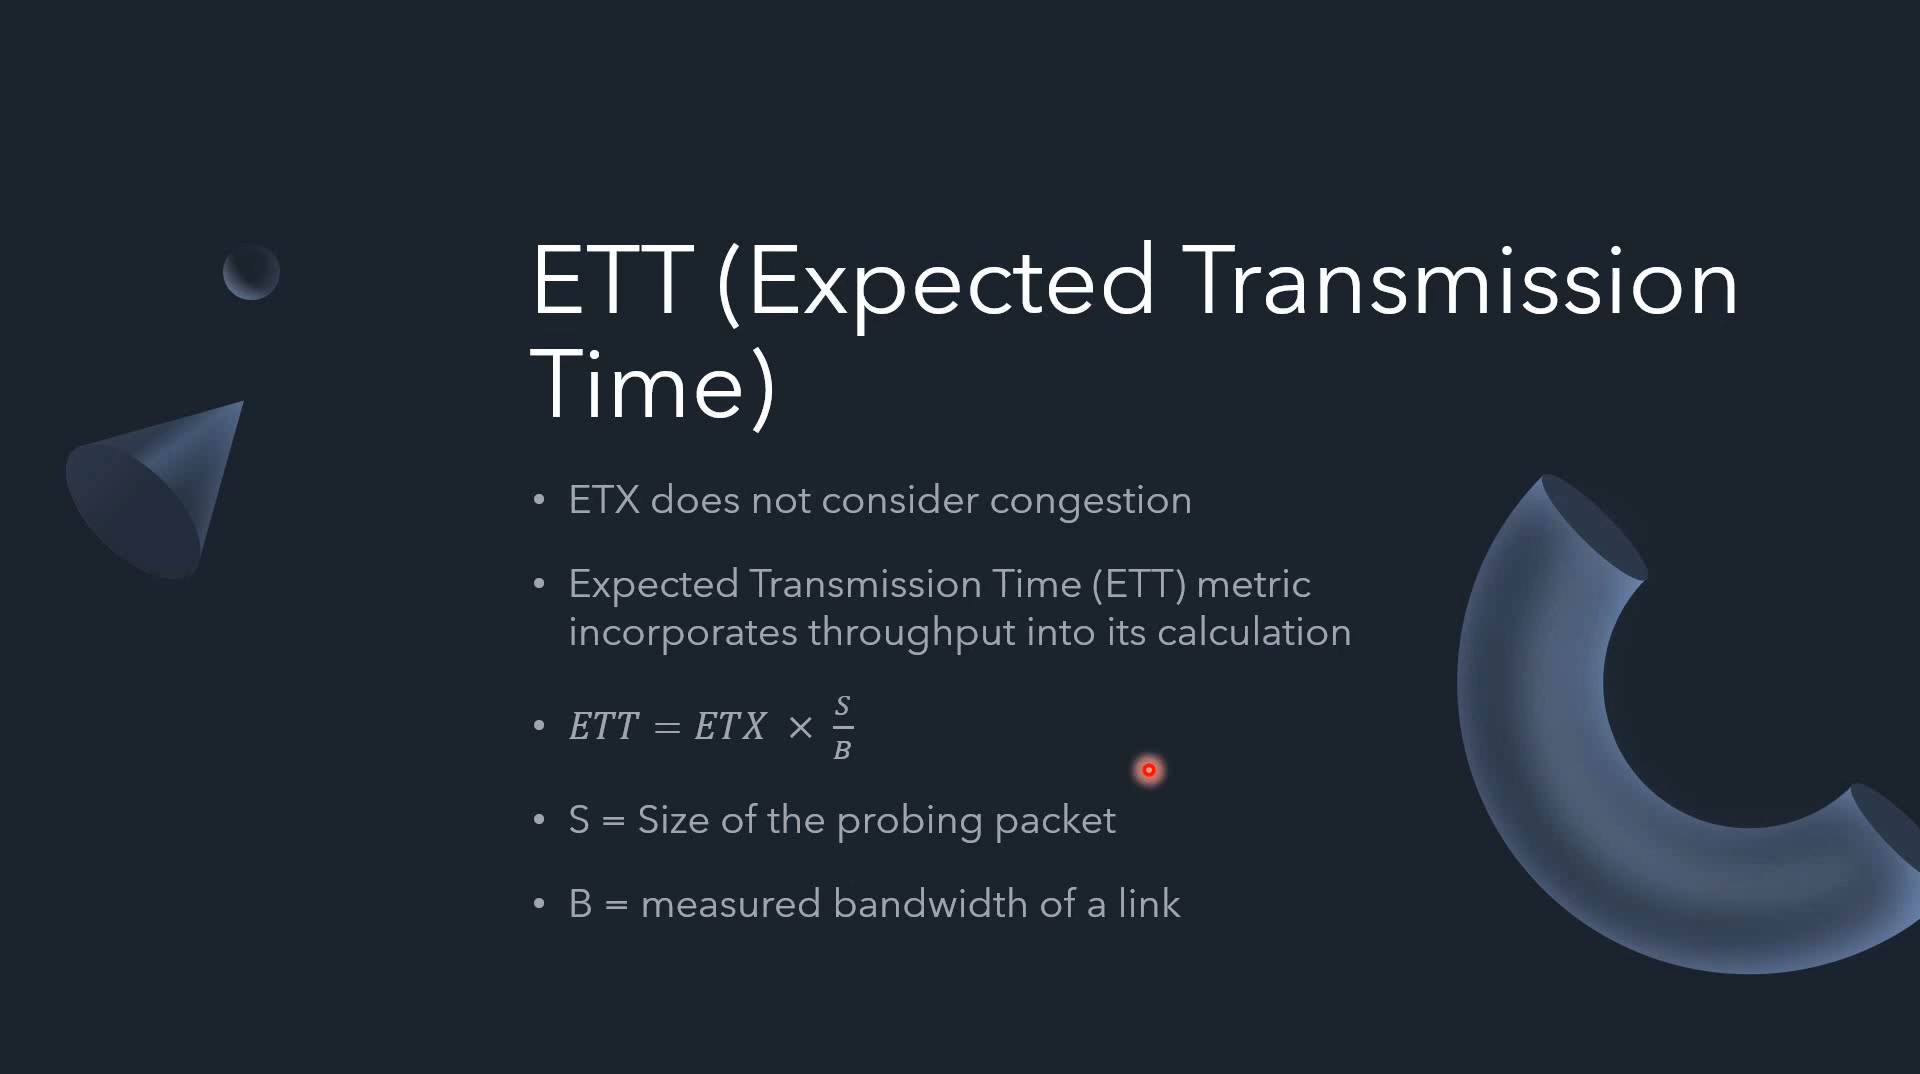 ETT (Expected Transmission
Time)
• ETX does not consider congestion
• Expected Transmission Time (ETT) metric
incorporates throughput into its calculation
• ETT = ETX × S/B
• S = Size of the probing packet
• B = measured bandwidth of a link